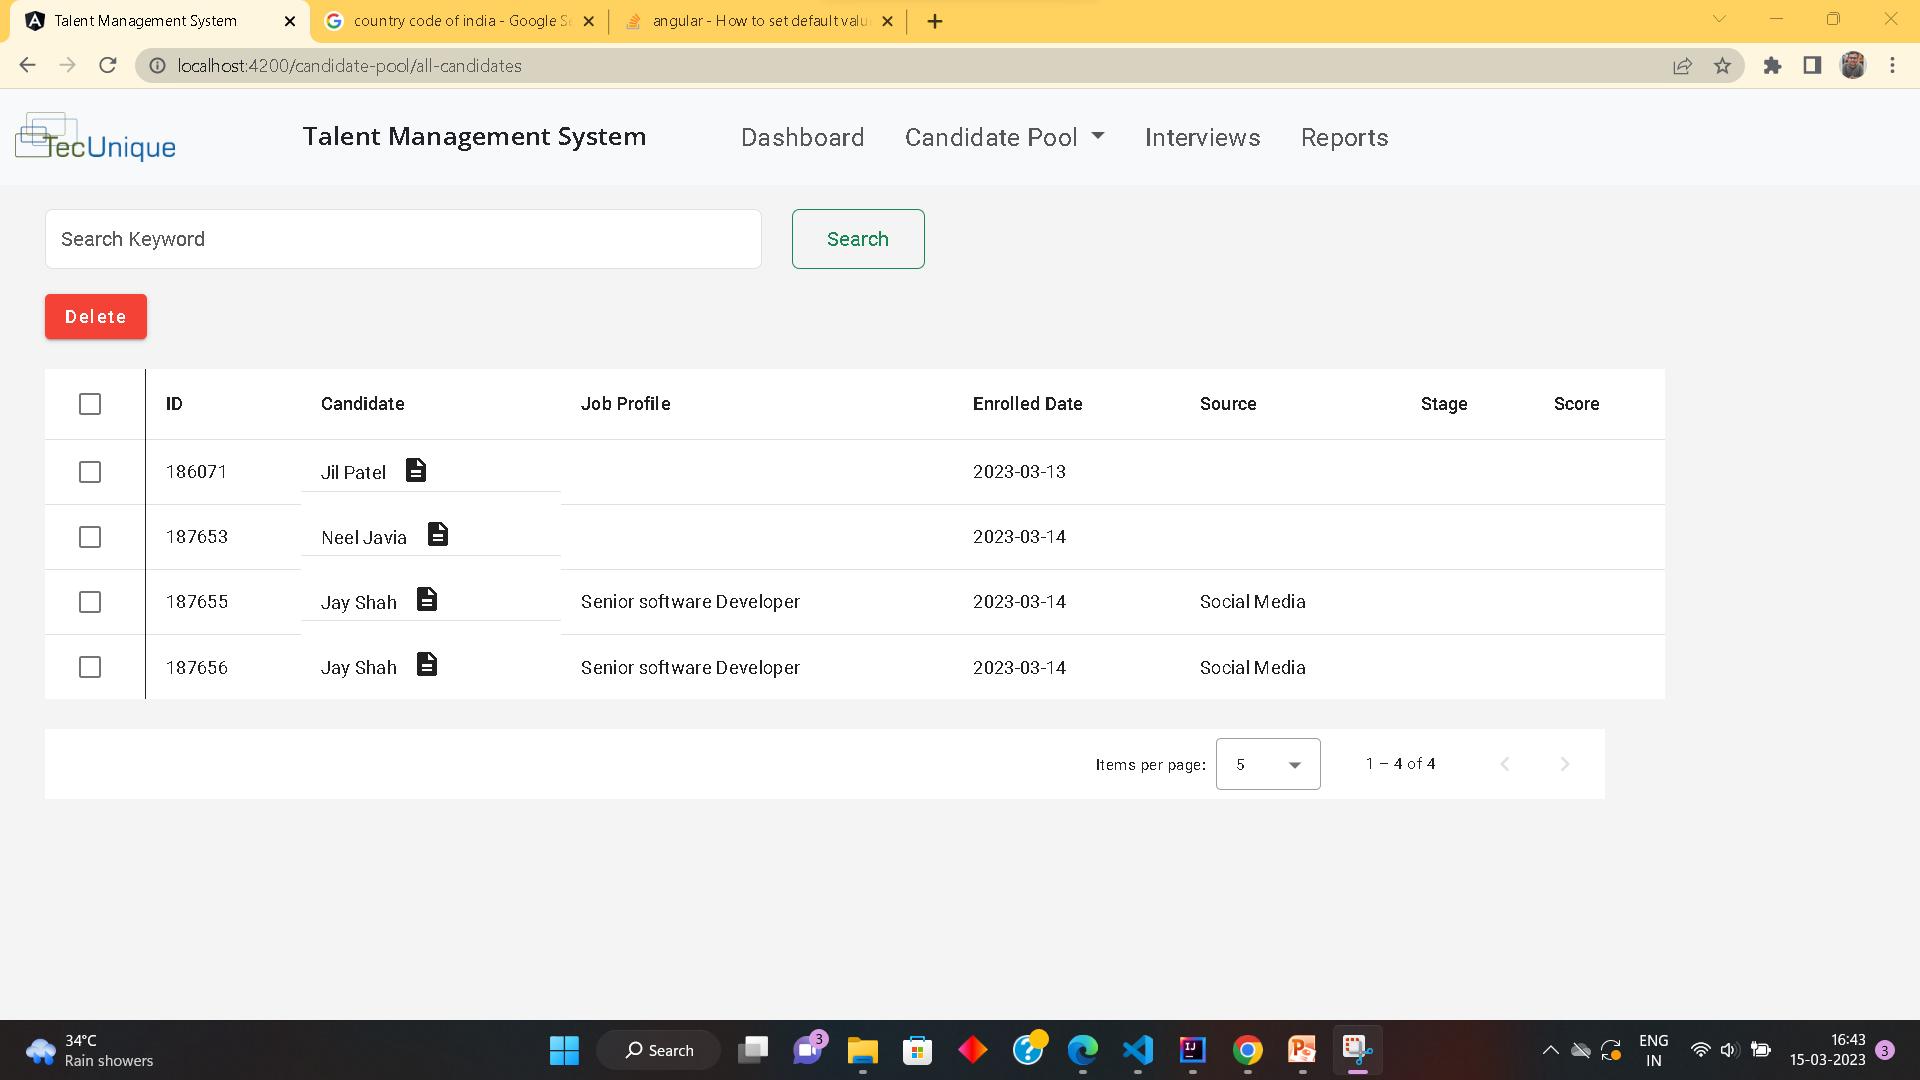 Talent Management System
country code of india - Google Se
angular - How to set default valu
localhost:4200/candidate-pool/all-candidates
TecUnique
Talent Management System
Dashboard
Candidate Pool
Interviews
Reports
Search Keyword
Search
Delete
ID Candidate Job Profile Enrolled Date Source Stage Score
186071 Jil Patel 2023-03-13
187653 Neel Javia 2023-03-14
187655 Jay Shah Senior software Developer 2023-03-14 Social Media
187656 Jay Shah Senior software Developer 2023-03-14 Social Media
Items per page: 5 1 – 4 of 4
34°C
Rain showers
Search
3
ENG
IN
16:43
15-03-2023
3